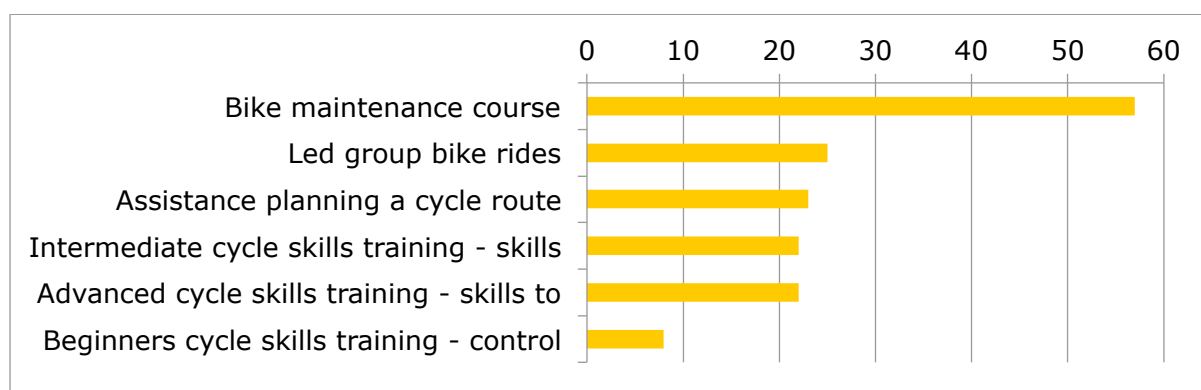 0 10 20 30 40 50 60
Bike maintenance course
Led group bike rides
Assistance planning a cycle route
Intermediate cycle skills training - skills
Advanced cycle skills training - skills to
Beginners cycle skills training - control